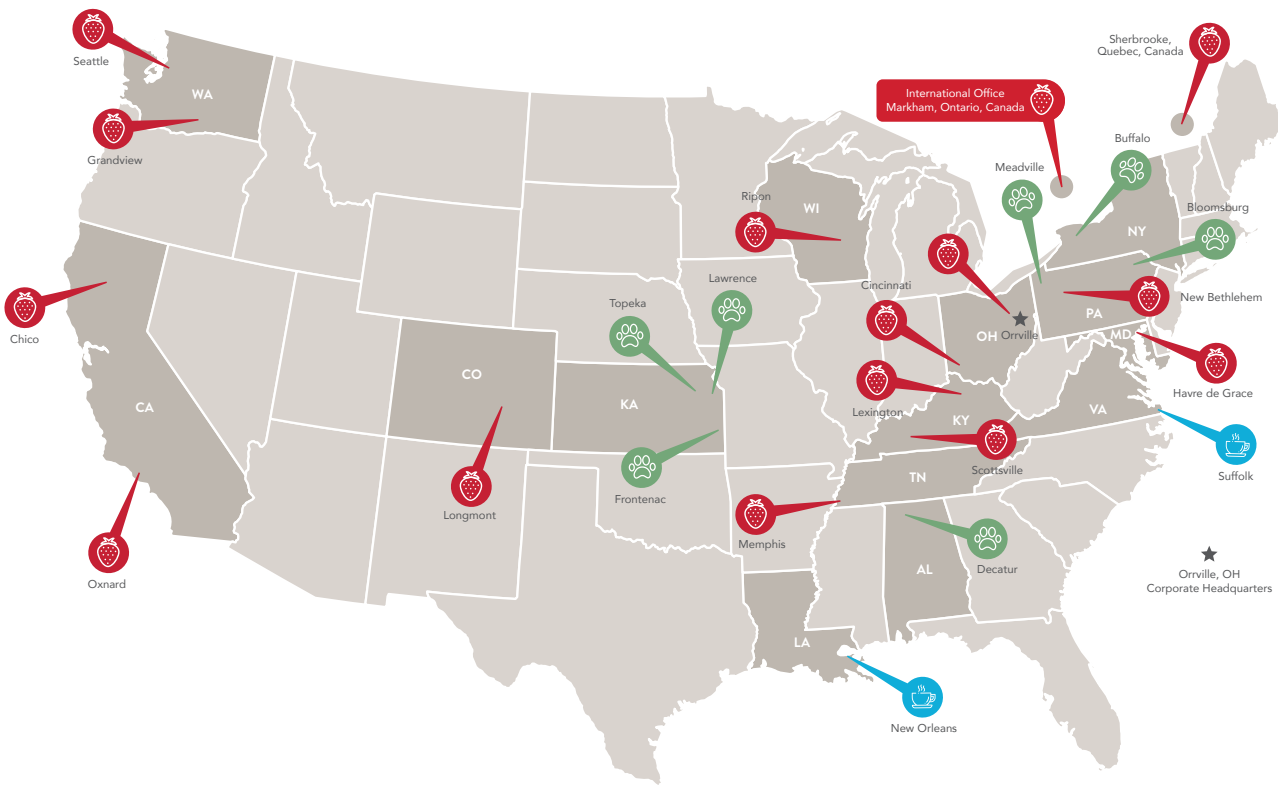 Seattle
WA
Grandview
Sherbrooke,
Quebec, Canada
International Office
Markham, Ontario, Canada
Buffalo
Meadville
Ripon
WI
Bloomsburg
NY
Lawrence
Cincinnati
New Bethlehem
Topeka
PA
Chico
OH
Orrville
MD
CO
Havre de Grace
KA
CA
Lexington
VA
KY
Scottsville
Suffolk
TN
Frontenac
Longmont
Memphis
Decatur
AL
Oxnard
Orrville, OH
Corporate Headquarters
LA
New Orleans